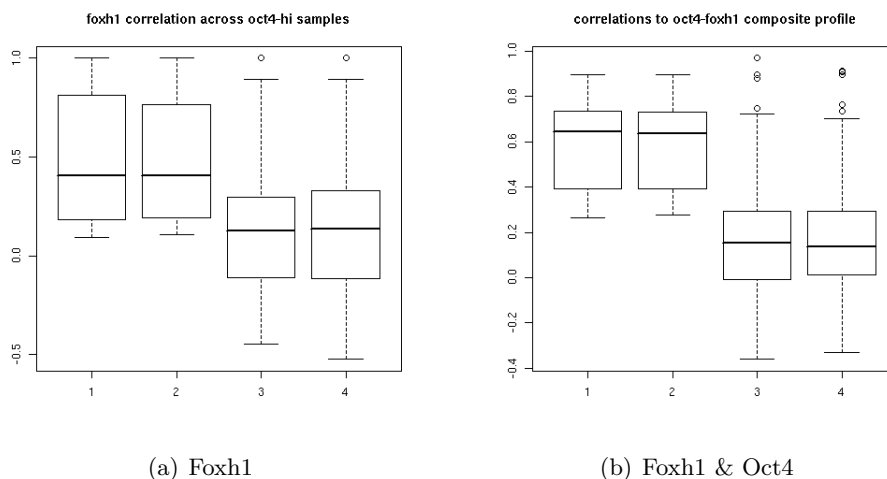 foxh1 correlation across oct4-hi samples
1.0
0.5
0.0
-0.5
1 2 3 4
(a) Foxh1
correlations to oct4-foxh1 composite profile
1.0
0.8
0.6
0.4
0.2
0.0
-0.2
-0.4
1 2 3 4
(b) Foxh1 & Oct4